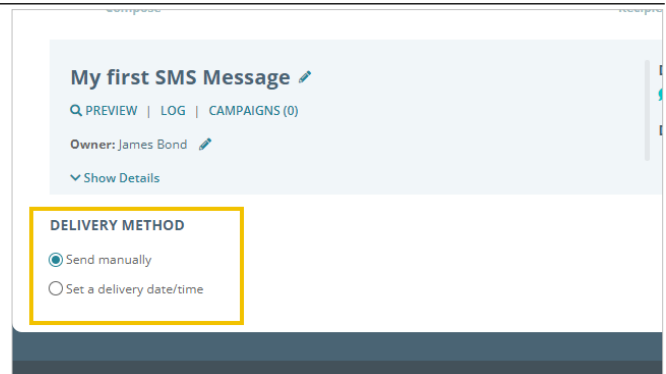 My first SMS Message
PREVIEW | LOG | CAMPAIGNS (0)
Owner: James Bond
Show Details
DELIVERY METHOD
Send manually
Set a delivery date/time